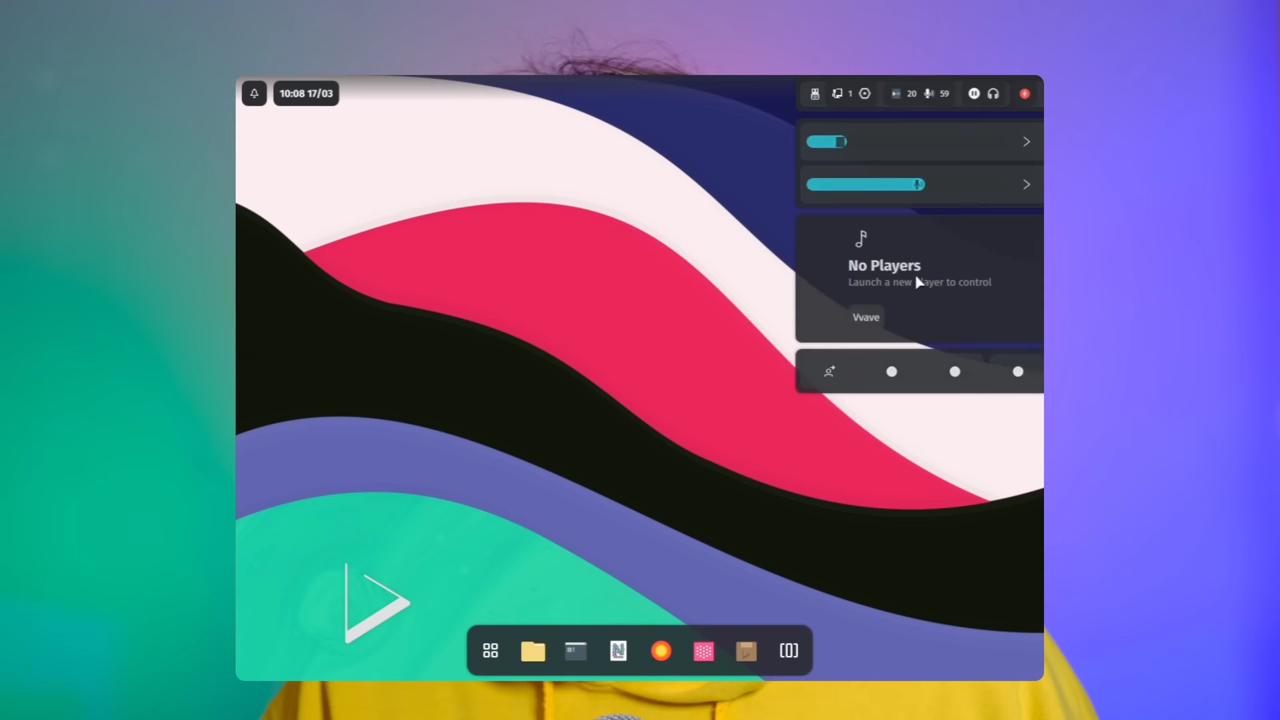 10:08 17/03
1
20
59
No Players
Launch a new player to control
Vvave